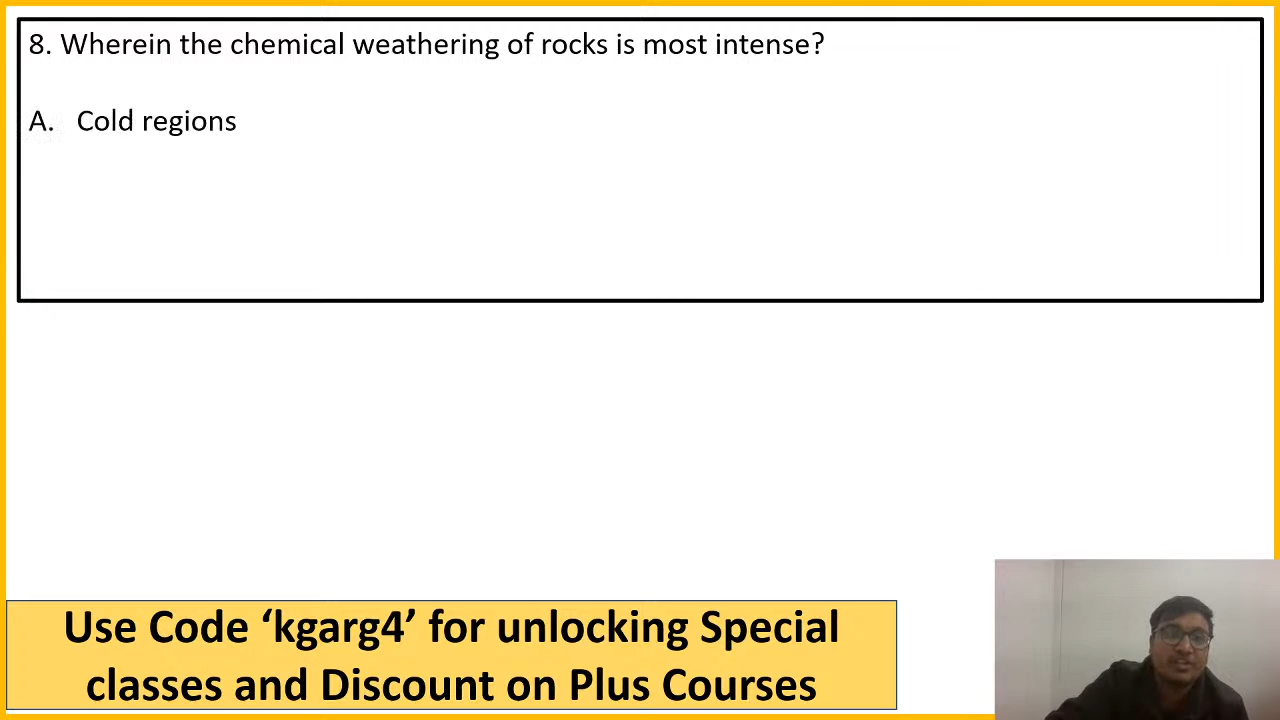 8. Wherein the chemical weathering of rocks is most intense?
A. Cold regions
Use Code ‘kgarg4’ for unlocking Special
classes and Discount on Plus Courses